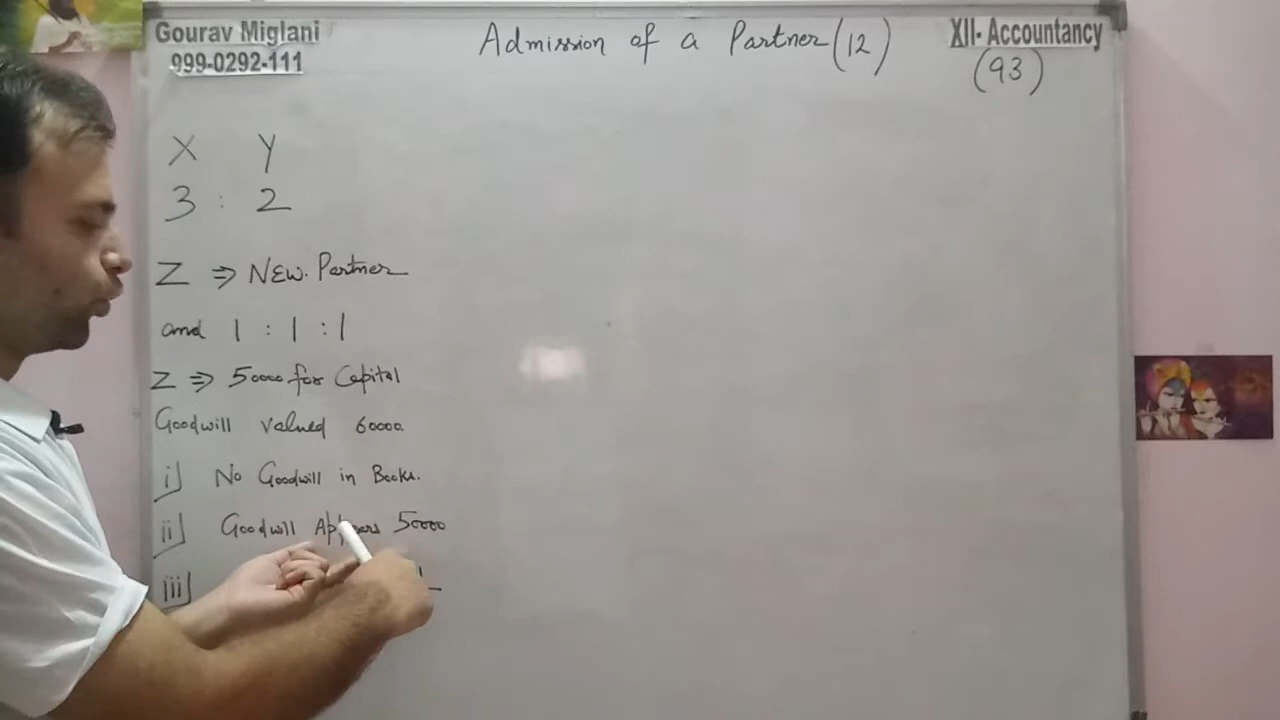 Gourav Miglani
999-0292-111
Admission of a Partner (12)
XII- Accountancy
(93)
X Y
3 : 2
Z ⇒ NEW. Partner
and 1 : 1 : 1
Z ⇒ 50000 for Capital
Goodwill valued 60000.
i] No Goodwill in Books.
ii] Goodwill 50000
iii]